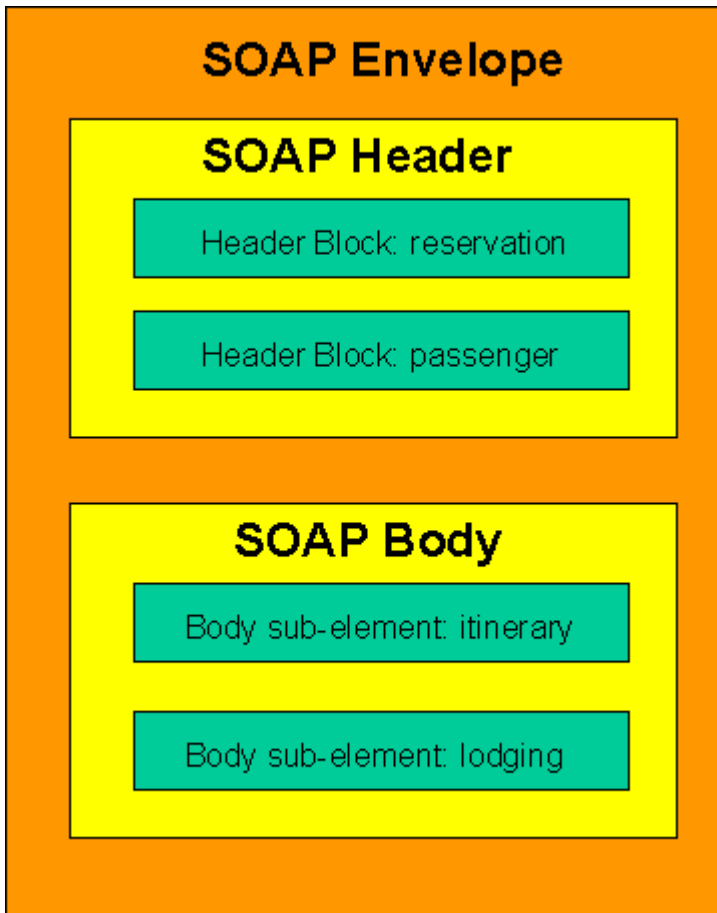 SOAP Envelope
SOAP Header
Header Block: reservation
Header Block: passenger
SOAP Body
Body sub-element: itinerary
Body sub-element: lodging